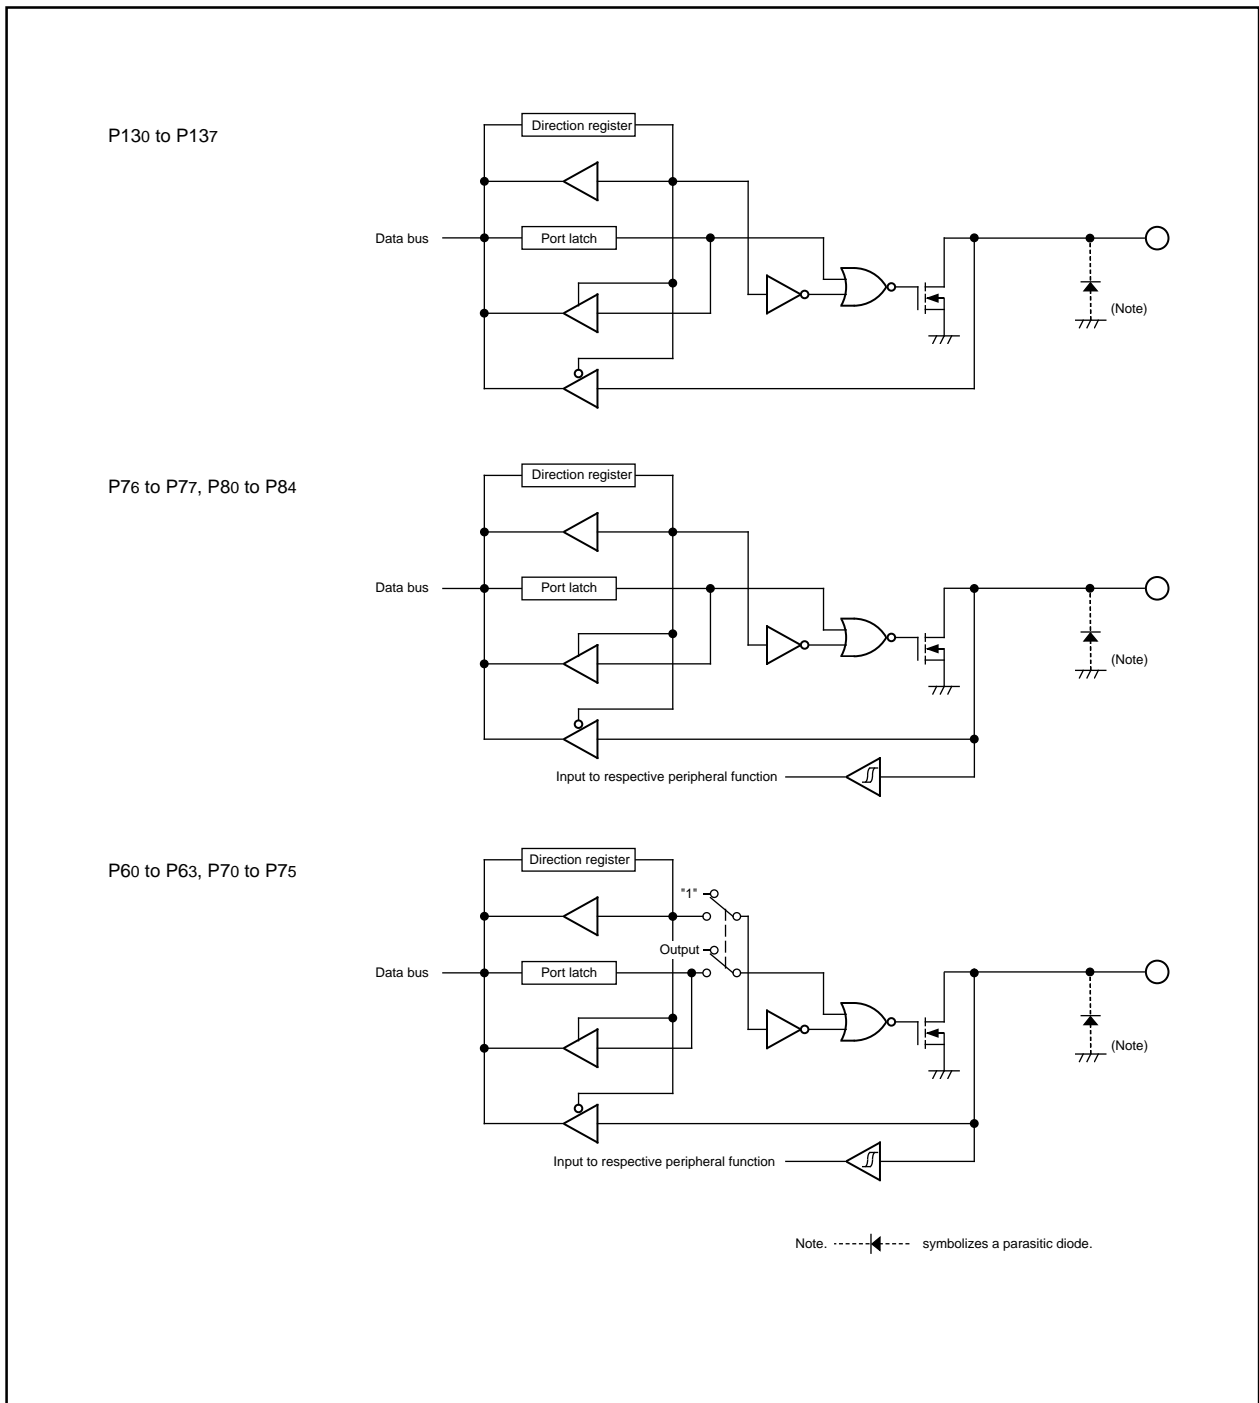 P130 to P137
Direction register
Data bus
Port latch
(Note)
P76 to P77, P80 to P84
Direction register
Data bus
Port latch
(Note)
Input to respective peripheral function
P60 to P63, P70 to P75
Direction register
"1"
Output
Data bus
Port latch
(Note)
Input to respective peripheral function
Note. symbolizes a parasitic diode.